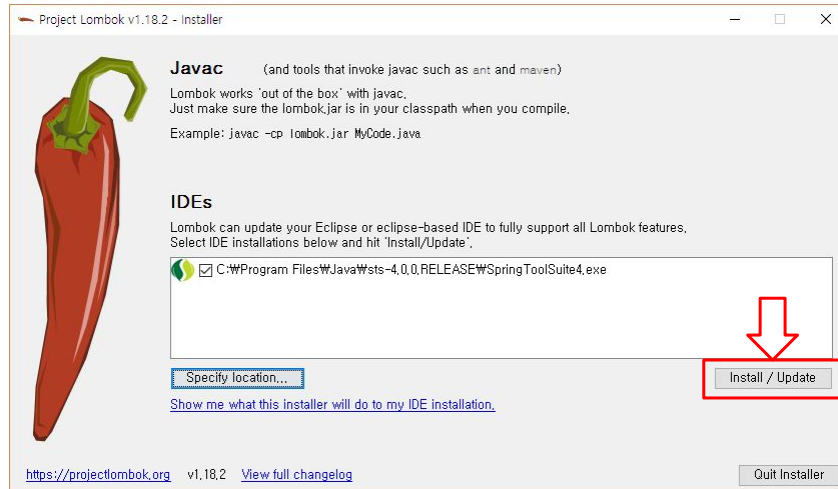 Project Lombok v1.18.2 - Installer
Javac (and tools that invoke javac such as ant and maven)
Lombok works 'out of the box' with javac.
Just make sure the lombok.jar is in your classpath when you compile.
Example: javac -cp lombok.jar MyCode.java
IDEs
Lombok can update your Eclipse or eclipse-based IDE to fully support all Lombok features.
Select IDE installations below and hit 'Install/Update'.
C:₩Program Files₩Java₩sts-4.0.0.RELEASE₩SpringToolSuite4.exe
Specify location...
Install / Update
Show me what this installer will do to my IDE installation.
https://projectlombok.org v1.18.2 View full changelog
Quit Installer